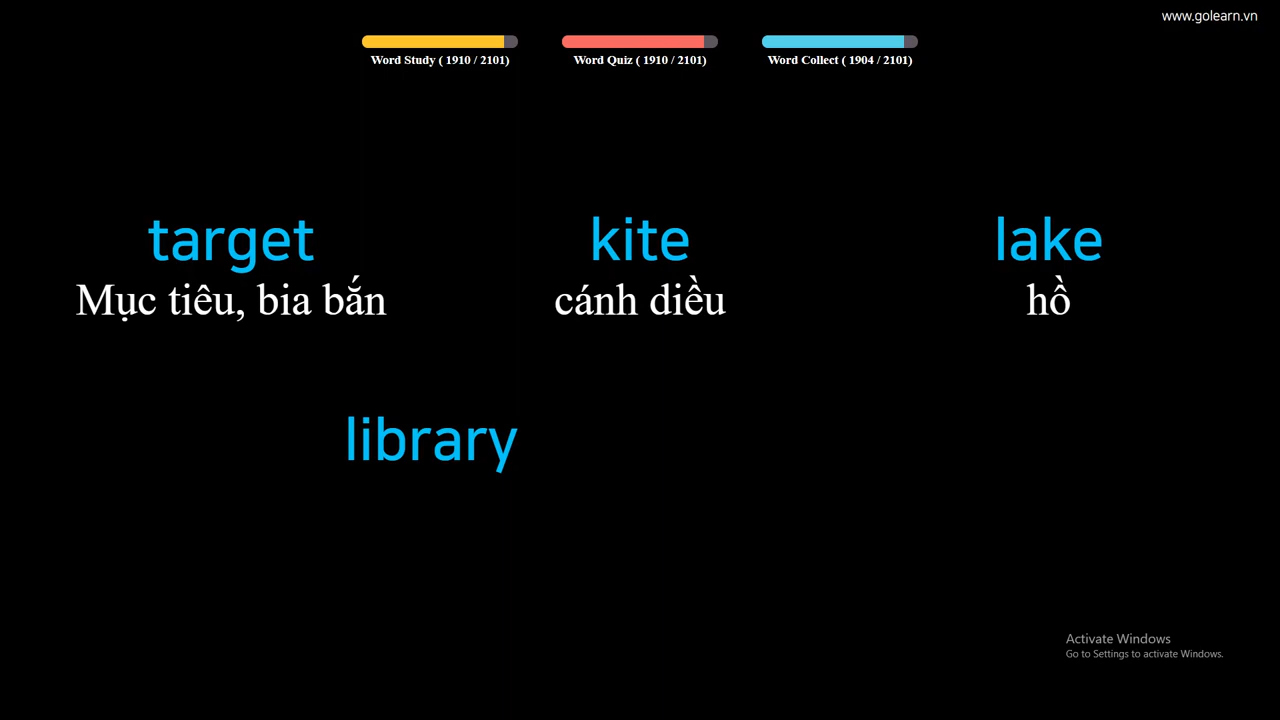 www.golearn.vn
Word Study ( 1910 / 2101) Word Quiz ( 1910 / 2101) Word Collect ( 1904 / 2101)
target kite lake
Mục tiêu, bia bắn cánh diều hồ
library
Activate Windows
Go to Settings to activate Windows.